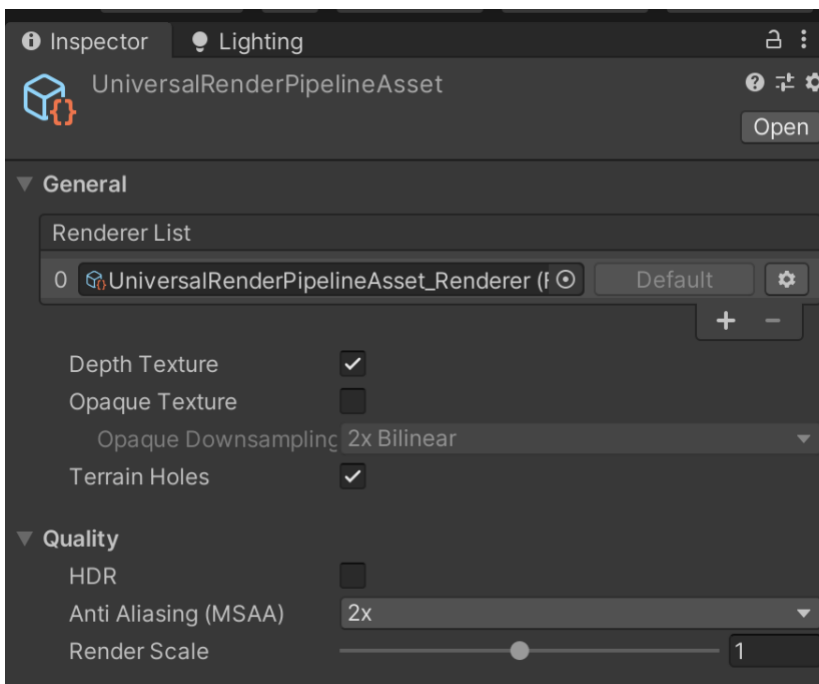 Inspector Lighting
UniversalRenderPipelineAsset
Open
General
Renderer List
0 UniversalRenderPipelineAsset_Renderer ( Default
+ −
Depth Texture
Opaque Texture
Opaque Downsampling 2x Bilinear
Terrain Holes
Quality
HDR
Anti Aliasing (MSAA) 2x
Render Scale 1